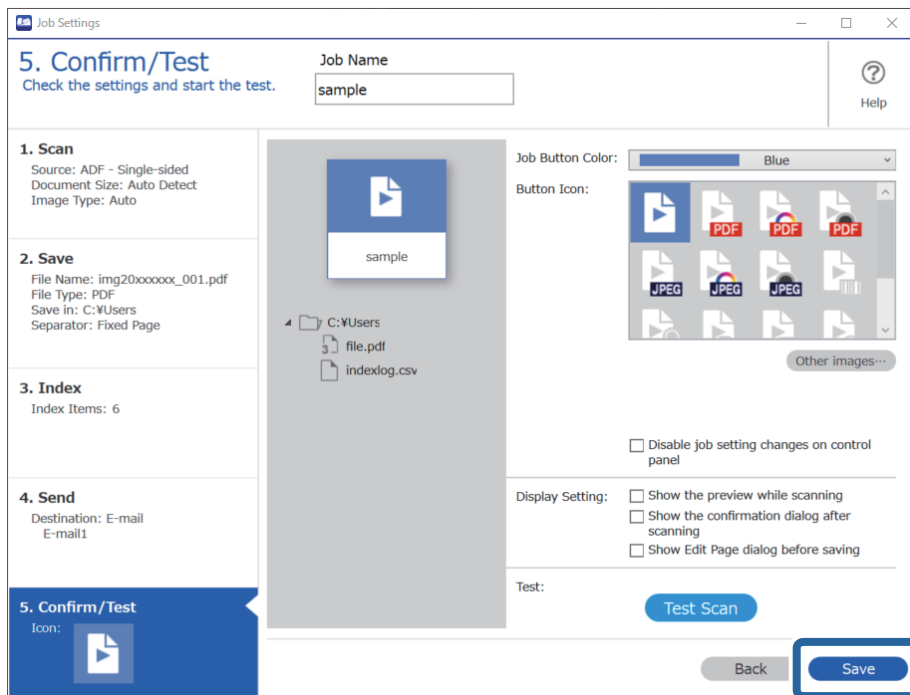 Job Settings
5. Confirm/Test
Check the settings and start the test.
Job Name
sample
Help
1. Scan
Source: ADF - Single-sided
Document Size: Auto Detect
Image Type: Auto
2. Save
File Name: img20xxxxxx_001.pdf
File Type: PDF
Save in: C:¥Users
Separator: Fixed Page
3. Index
Index Items: 6
4. Send
Destination: E-mail
E-mail1
5. Confirm/Test
Icon:
sample
C:¥Users
3 file.pdf
indexlog.csv
Job Button Color:
Blue
Button Icon:
PDF PDF PDF
JPEG JPEG JPEG
Other images···
Disable job setting changes on control
panel
Display Setting:
Show the preview while scanning
Show the confirmation dialog after
scanning
Show Edit Page dialog before saving
Test:
Test Scan
Back
Save